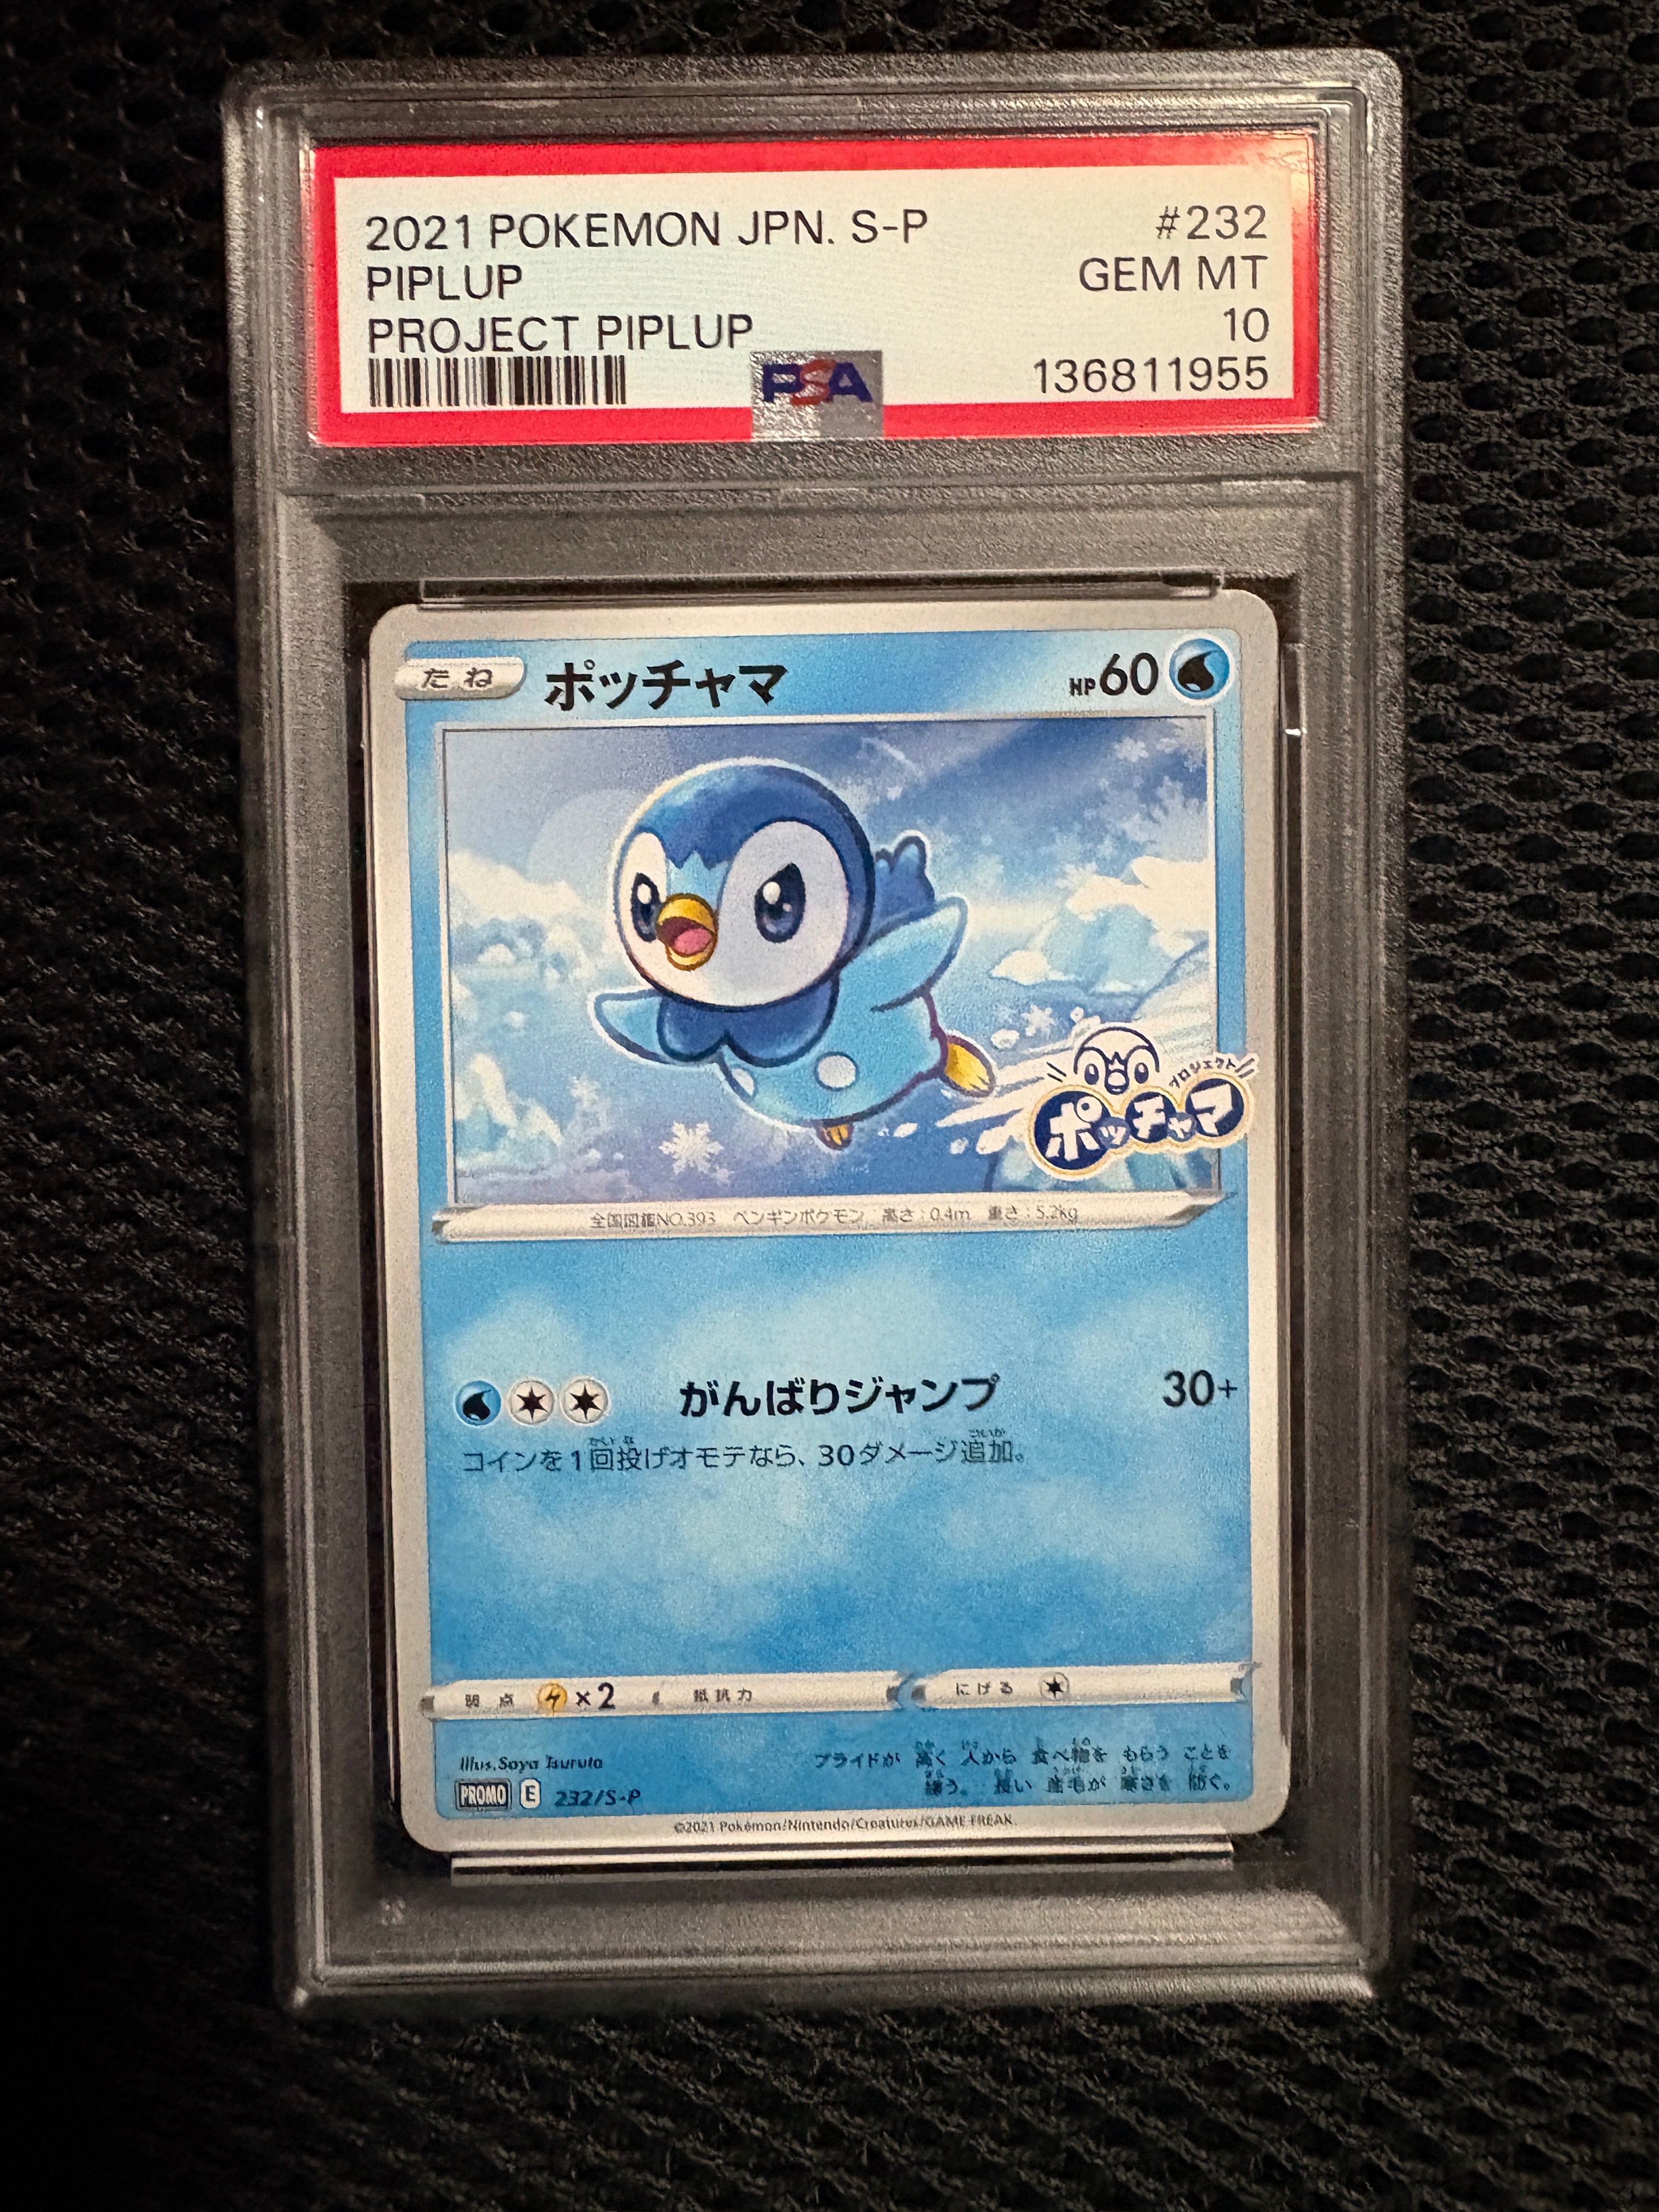 2021 POKEMON JPN. S-P #232
PIPLUP GEM MT
PROJECT PIPLUP 10
PSA 136811955
たね ポッチャマ HP60
プロジェクト
ポッチャマ
全国図鑑NO.393 ペンギンポケモン 高さ:0.4m 重さ:5.2kg
がんばりジャンプ 30+
コインを1回投げオモテなら、30ダメージ追加。
弱点 ×2 抵抗力 にげる
Illus.Saya Tsuruta
プライドが 高く 人から 食べ物を もらう ことを
嫌う。 長い 産毛が 寒さを 防ぐ。
PROMO E 232/S-P
©2021 Pokémon/Nintendo/Creatures/GAME FREAK.